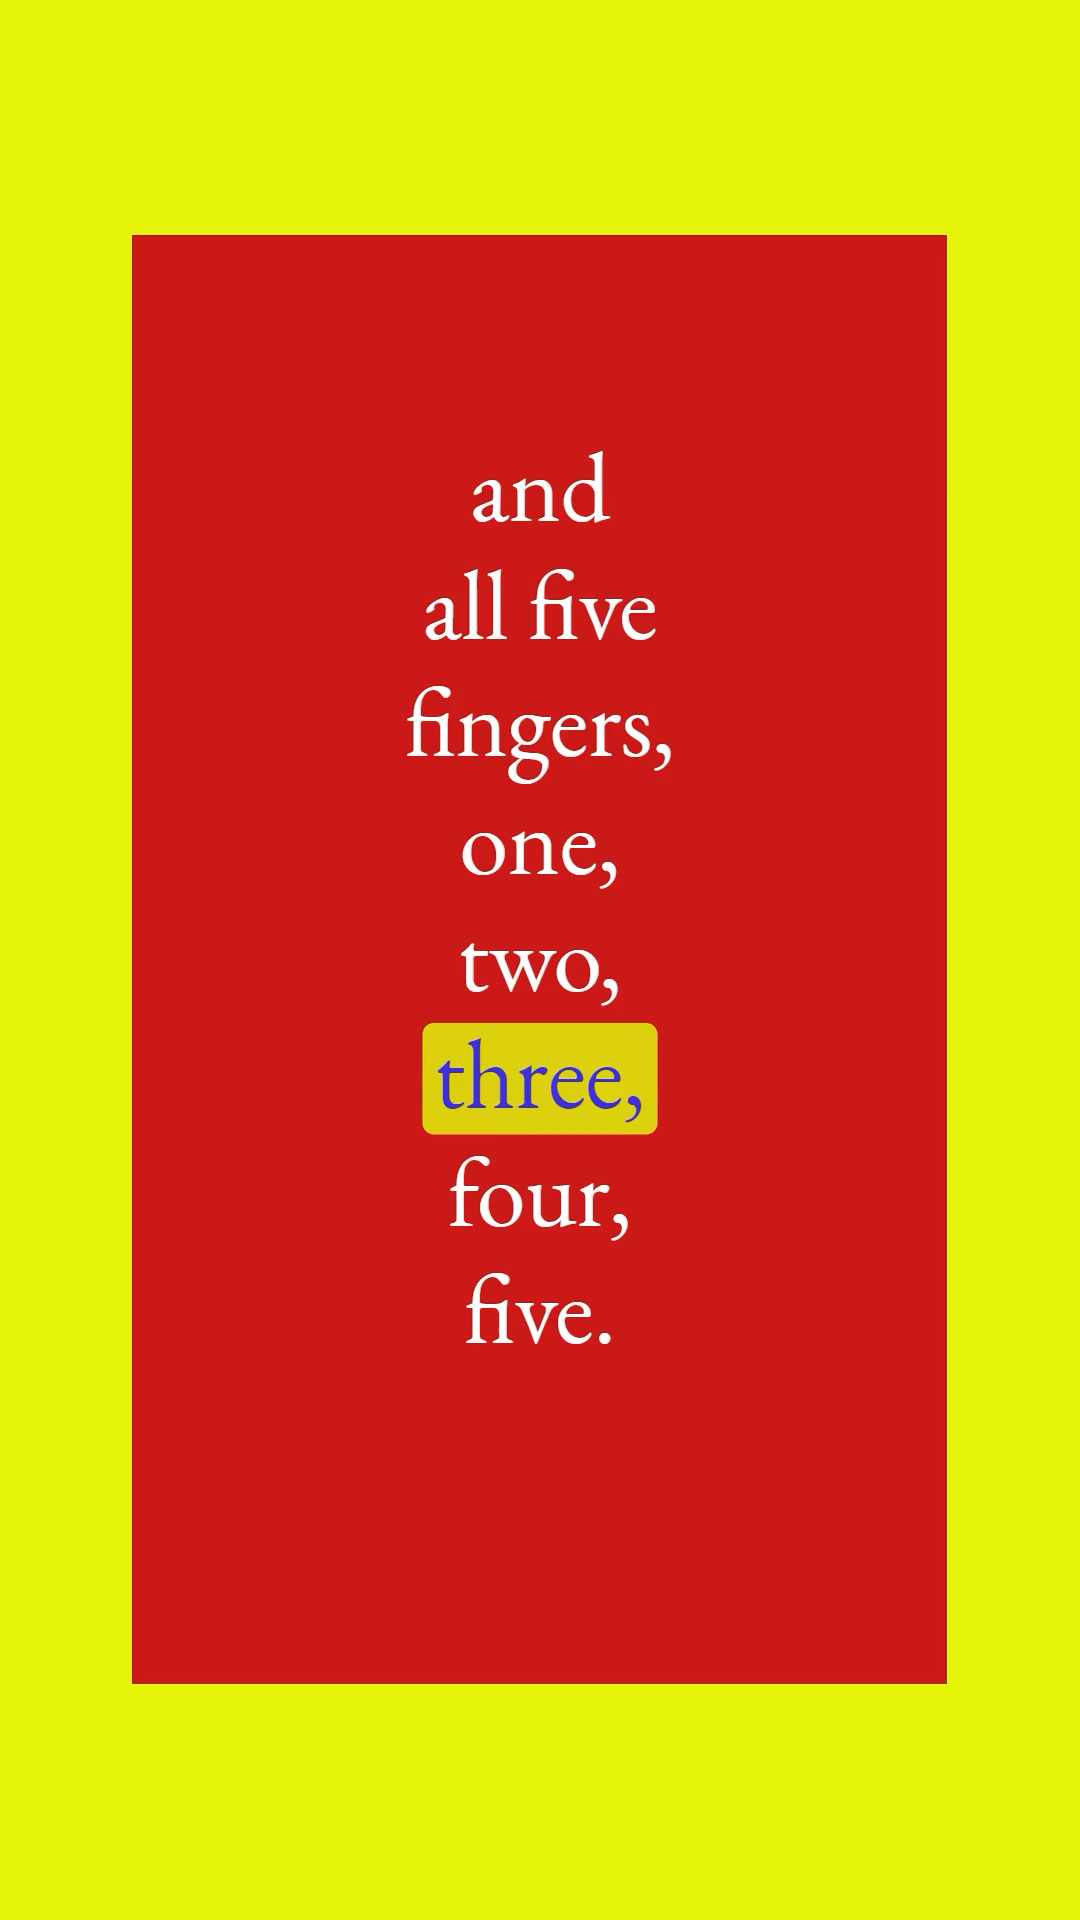 and
all five
fingers,
one,
two,
three,
four,
five.